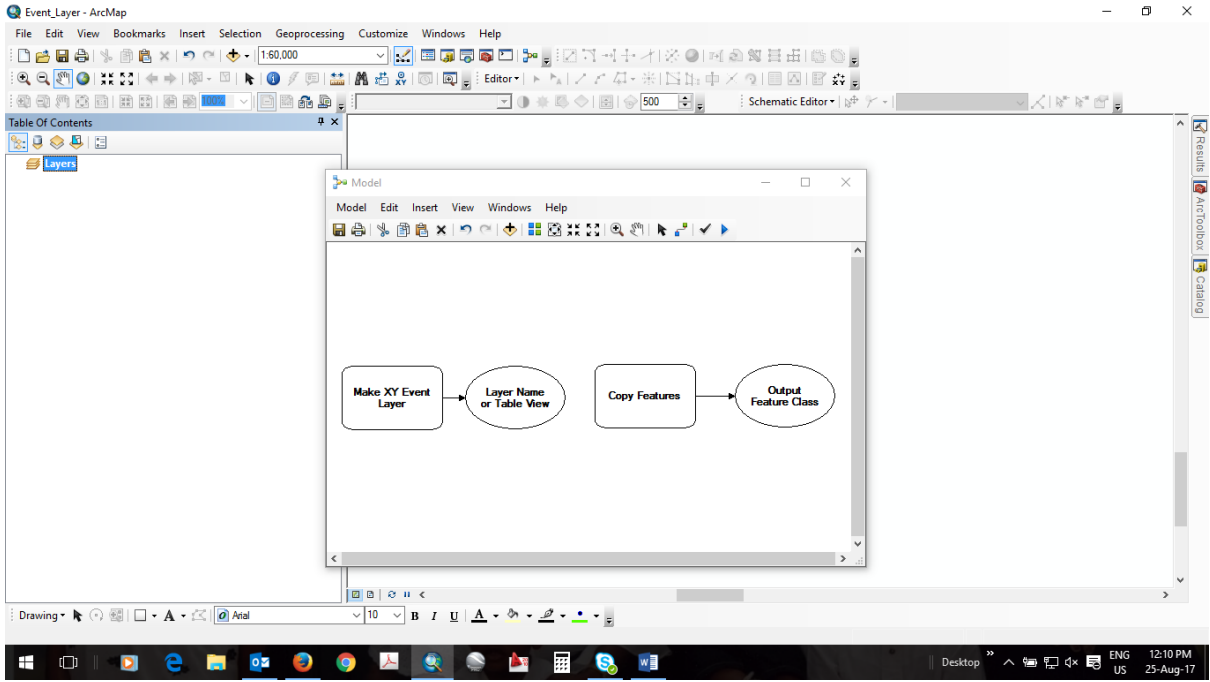 Event_Layer - ArcMap
File Edit View Bookmarks Insert Selection Geoprocessing Customize Windows Help
1:60,000
Editor
100%
500
Schematic Editor
Table Of Contents
Layers
Results
ArcToolbox
Catalog
Model
Model Edit Insert View Windows Help
Make XY Event
Layer
Layer Name
or Table View
Copy Features
Output
Feature Class
Drawing
A
Arial
10
B I U A
Desktop
ENG
US
12:10 PM
25-Aug-17